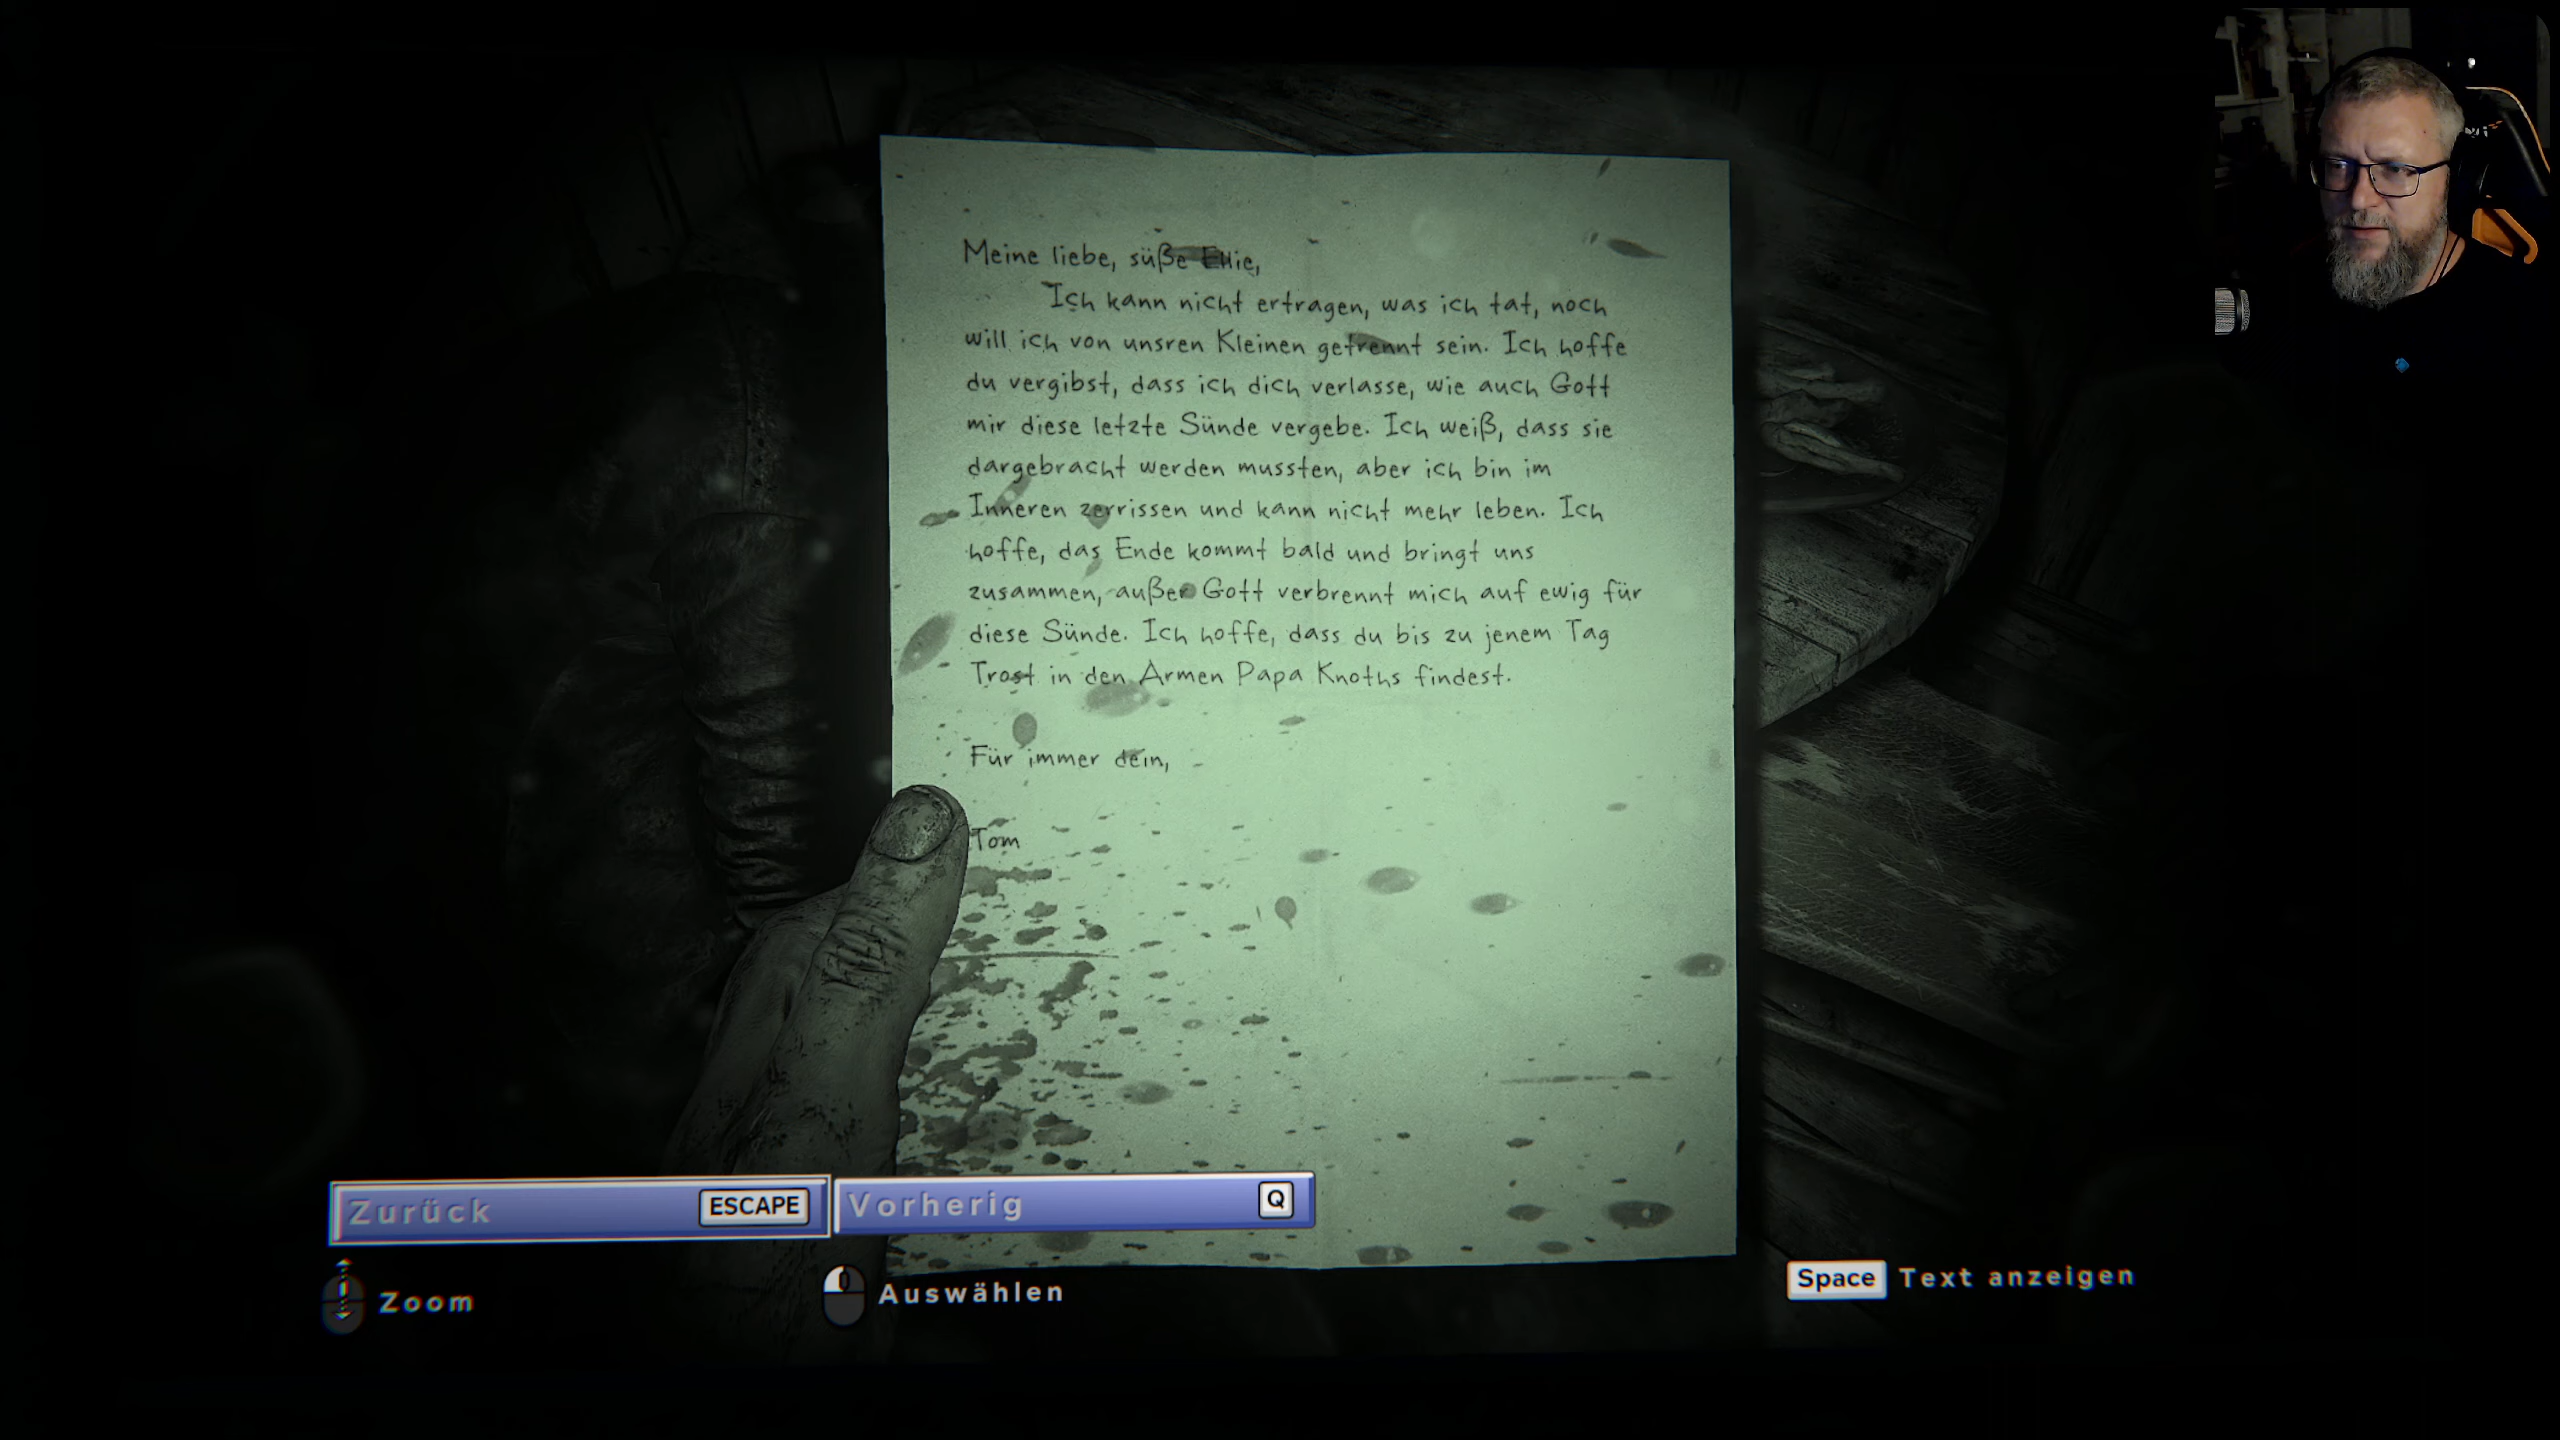 Meine liebe, süße Ellie,
Ich kann nicht ertragen, was ich tat, noch
will ich von unsren Kleinen getrennt sein. Ich hoffe
du vergibst, dass ich dich verlasse, wie auch Gott
mir diese letzte Sünde vergebe. Ich weiß, dass sie
dargebracht werden mussten, aber ich bin im
Inneren zerrissen und kann nicht mehr leben. Ich
hoffe, das Ende kommt bald und bringt uns
zusammen, außer Gott verbrennt mich auf ewig für
diese Sünde. Ich hoffe, dass du bis zu jenem Tag
Trost in den Armen Papa Knoths findest.
Für immer dein,
Tom
Zurück ESCAPE Vorherig Q
Zoom Auswählen Space Text anzeigen